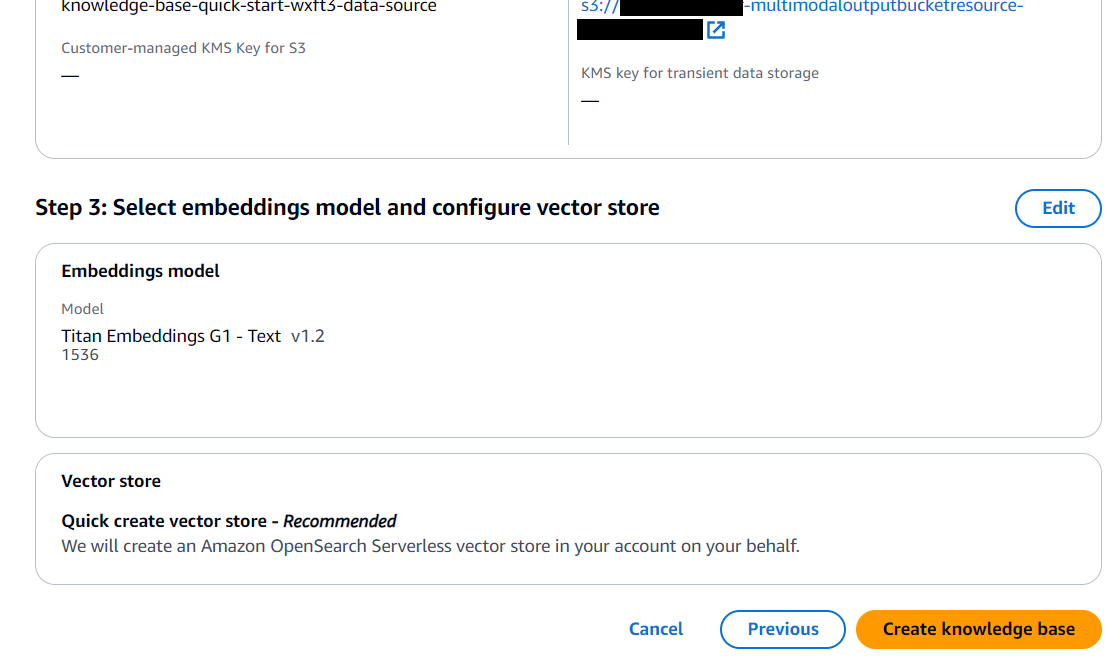 knowledge-base-quick-start-wxft3-data-source
Customer-managed KMS Key for S3
—
s3://
-multimodaloutputbucketresource-
KMS key for transient data storage
—
Step 3: Select embeddings model and configure vector store
Edit
Embeddings model
Model
Titan Embeddings G1 - Text v1.2
1536
Vector store
Quick create vector store - Recommended
We will create an Amazon OpenSearch Serverless vector store in your account on your behalf.
Cancel
Previous
Create knowledge base